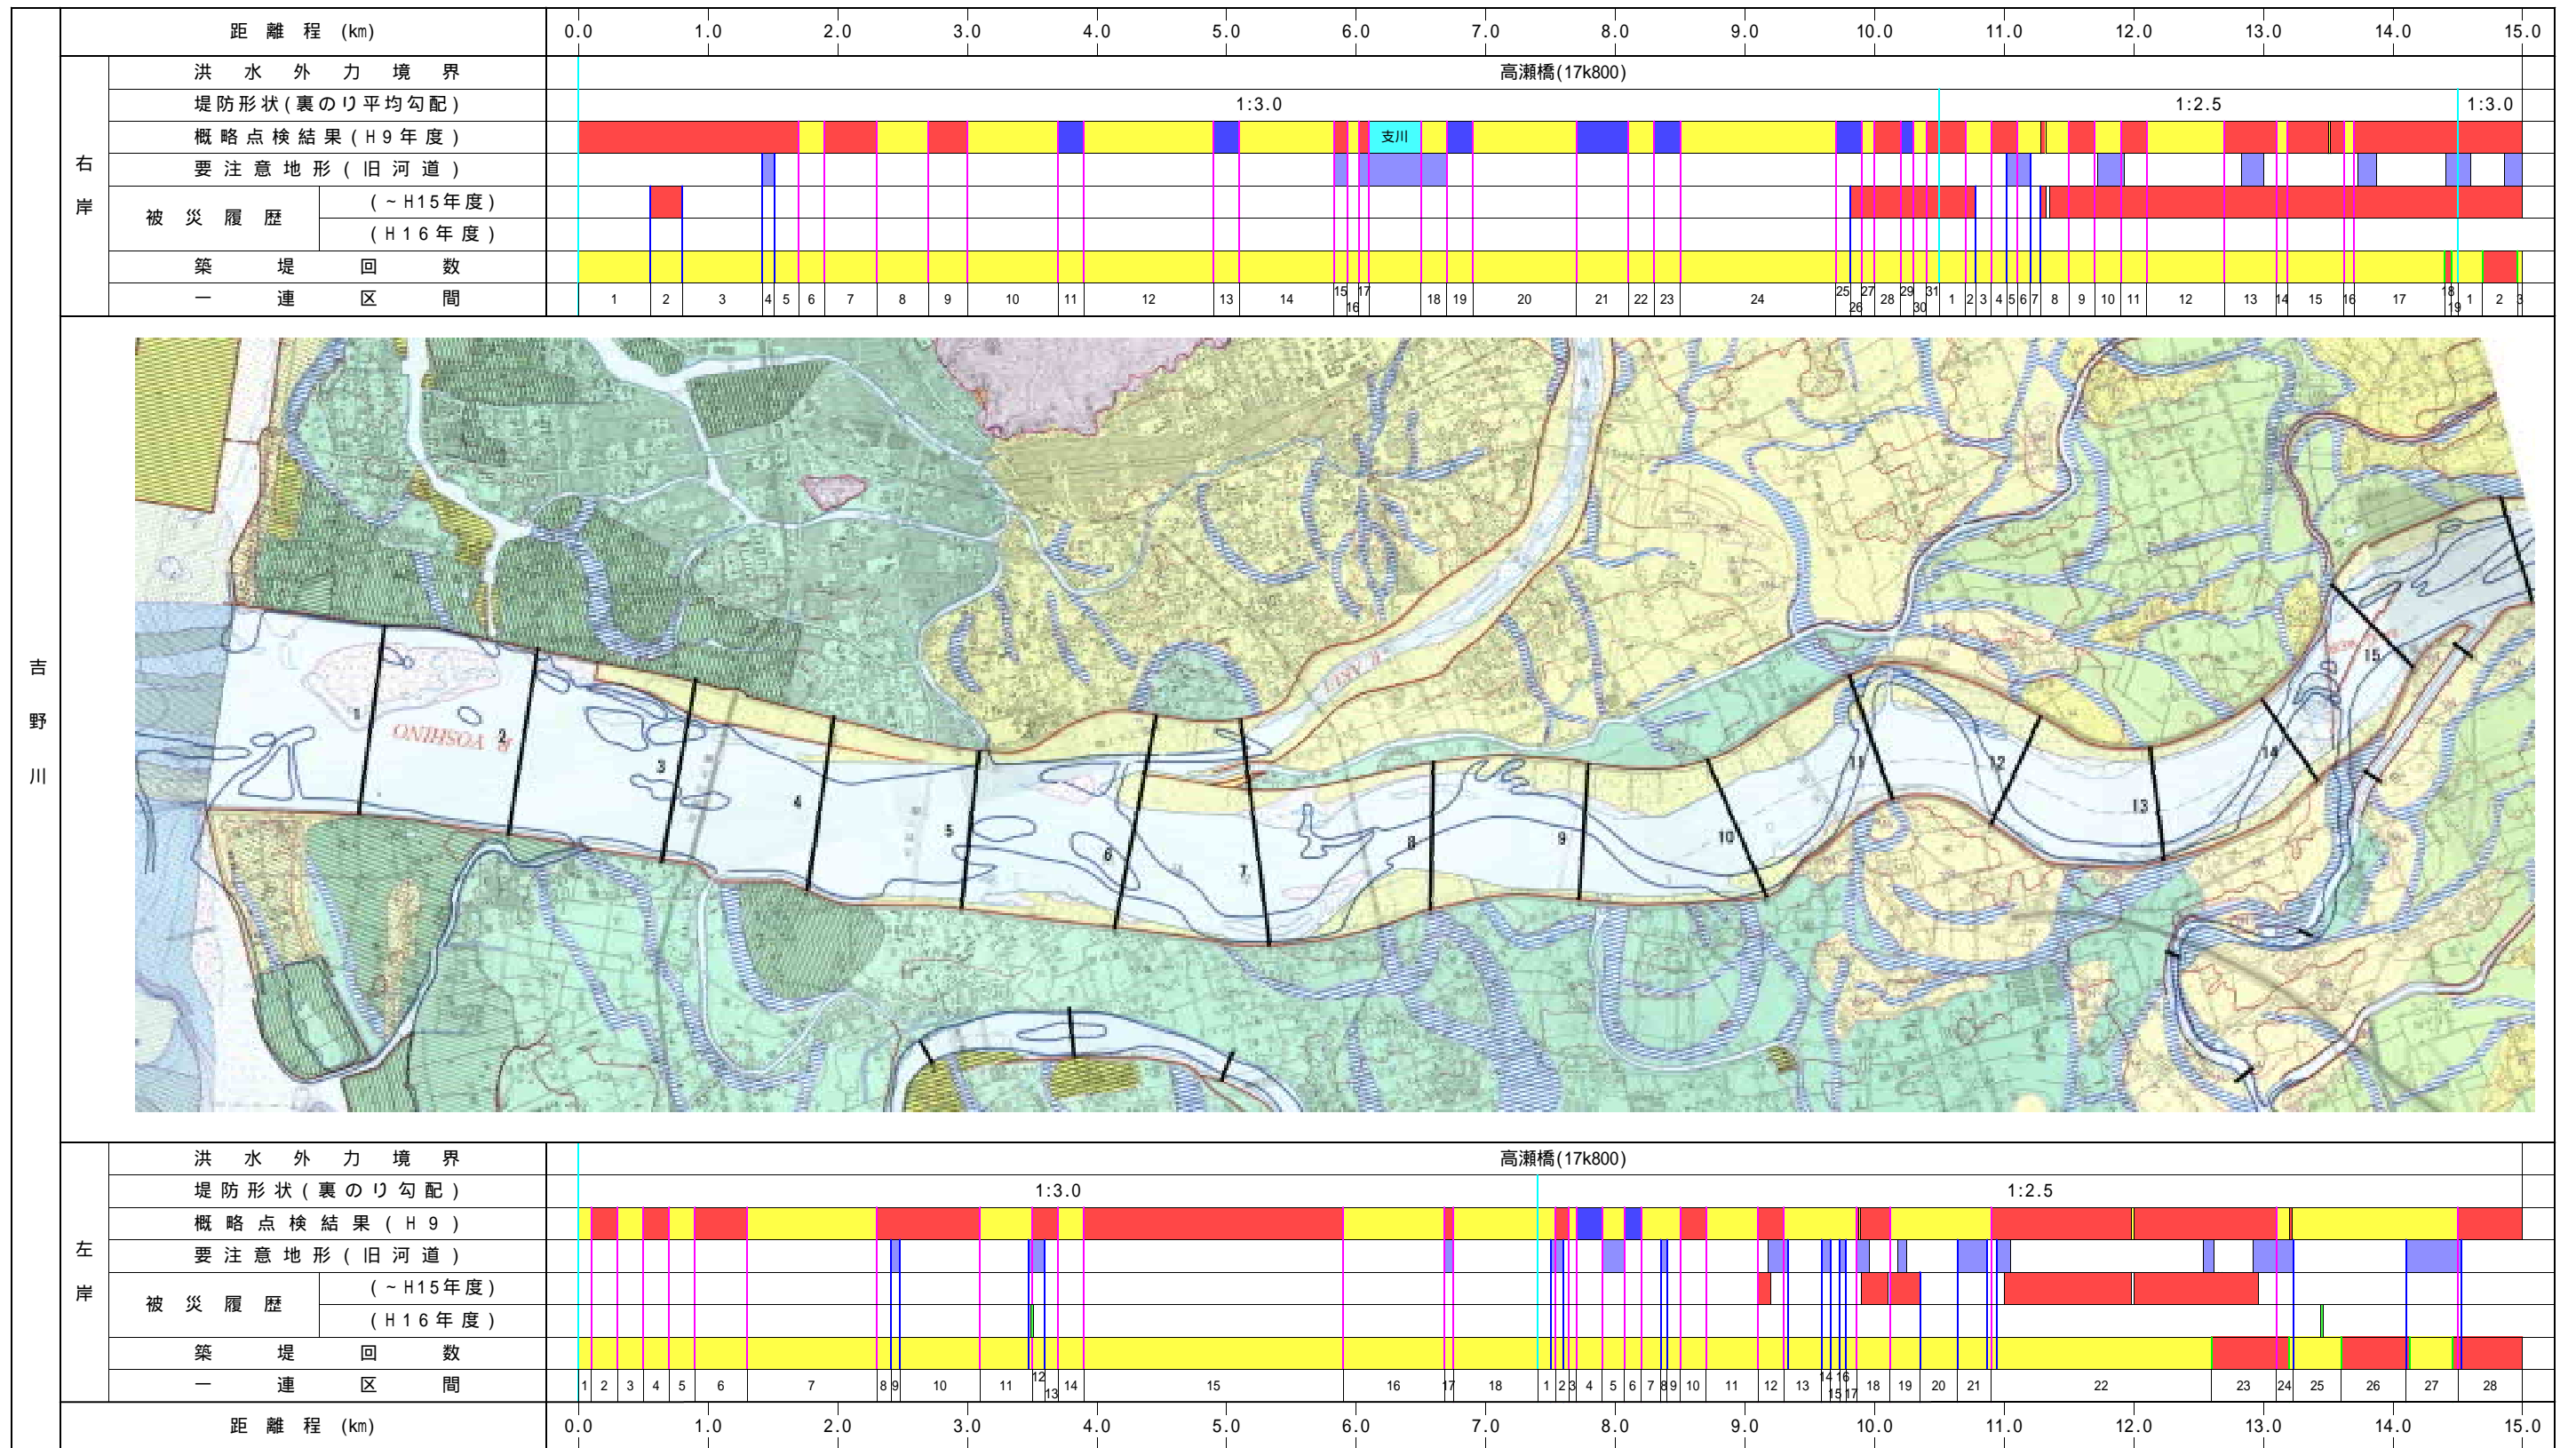 距離程 (km) 0.0 1.0 2.0 3.0 4.0 5.0 6.0 7.0 8.0 9.0 10.0 11.0 12.0 13.0 14.0 15.0
右岸
洪水外力境界 高瀬橋(17k800)
堤防形状(裏のり平均勾配) 1:3.0 1:2.5 1:3.0
概略点検結果(H9年度) 支川
要注意地形(旧河道)
被災履歴 (~H15年度)
(H16年度)
築堤回数
一連区間 1 2 3 4 5 6 7 8 9 10 11 12 13 14 15 16 17 18 19 20 21 22 23 24 25 26 27 28 29 30 31 1 2 3 4 5 6 7 8 9 10 11 12 13 14 15 16 17 18 19 1 2 3
吉野川
R YOSHINO
1 2 3 4 5 6 7 8 9 10 11 12 13 14 15
左岸
洪水外力境界 高瀬橋(17k800)
堤防形状(裏のり勾配) 1:3.0 1:2.5
概略点検結果(H9)
要注意地形(旧河道)
被災履歴 (~H15年度)
(H16年度)
築堤回数
一連区間 1 2 3 4 5 6 7 8 9 10 11 12 13 14 15 16 17 18 1 2 3 4 5 6 7 8 9 10 11 12 13 14 15 16 17 18 19 20 21 22 23 24 25 26 27 28
距離程 (km) 0.0 1.0 2.0 3.0 4.0 5.0 6.0 7.0 8.0 9.0 10.0 11.0 12.0 13.0 14.0 15.0